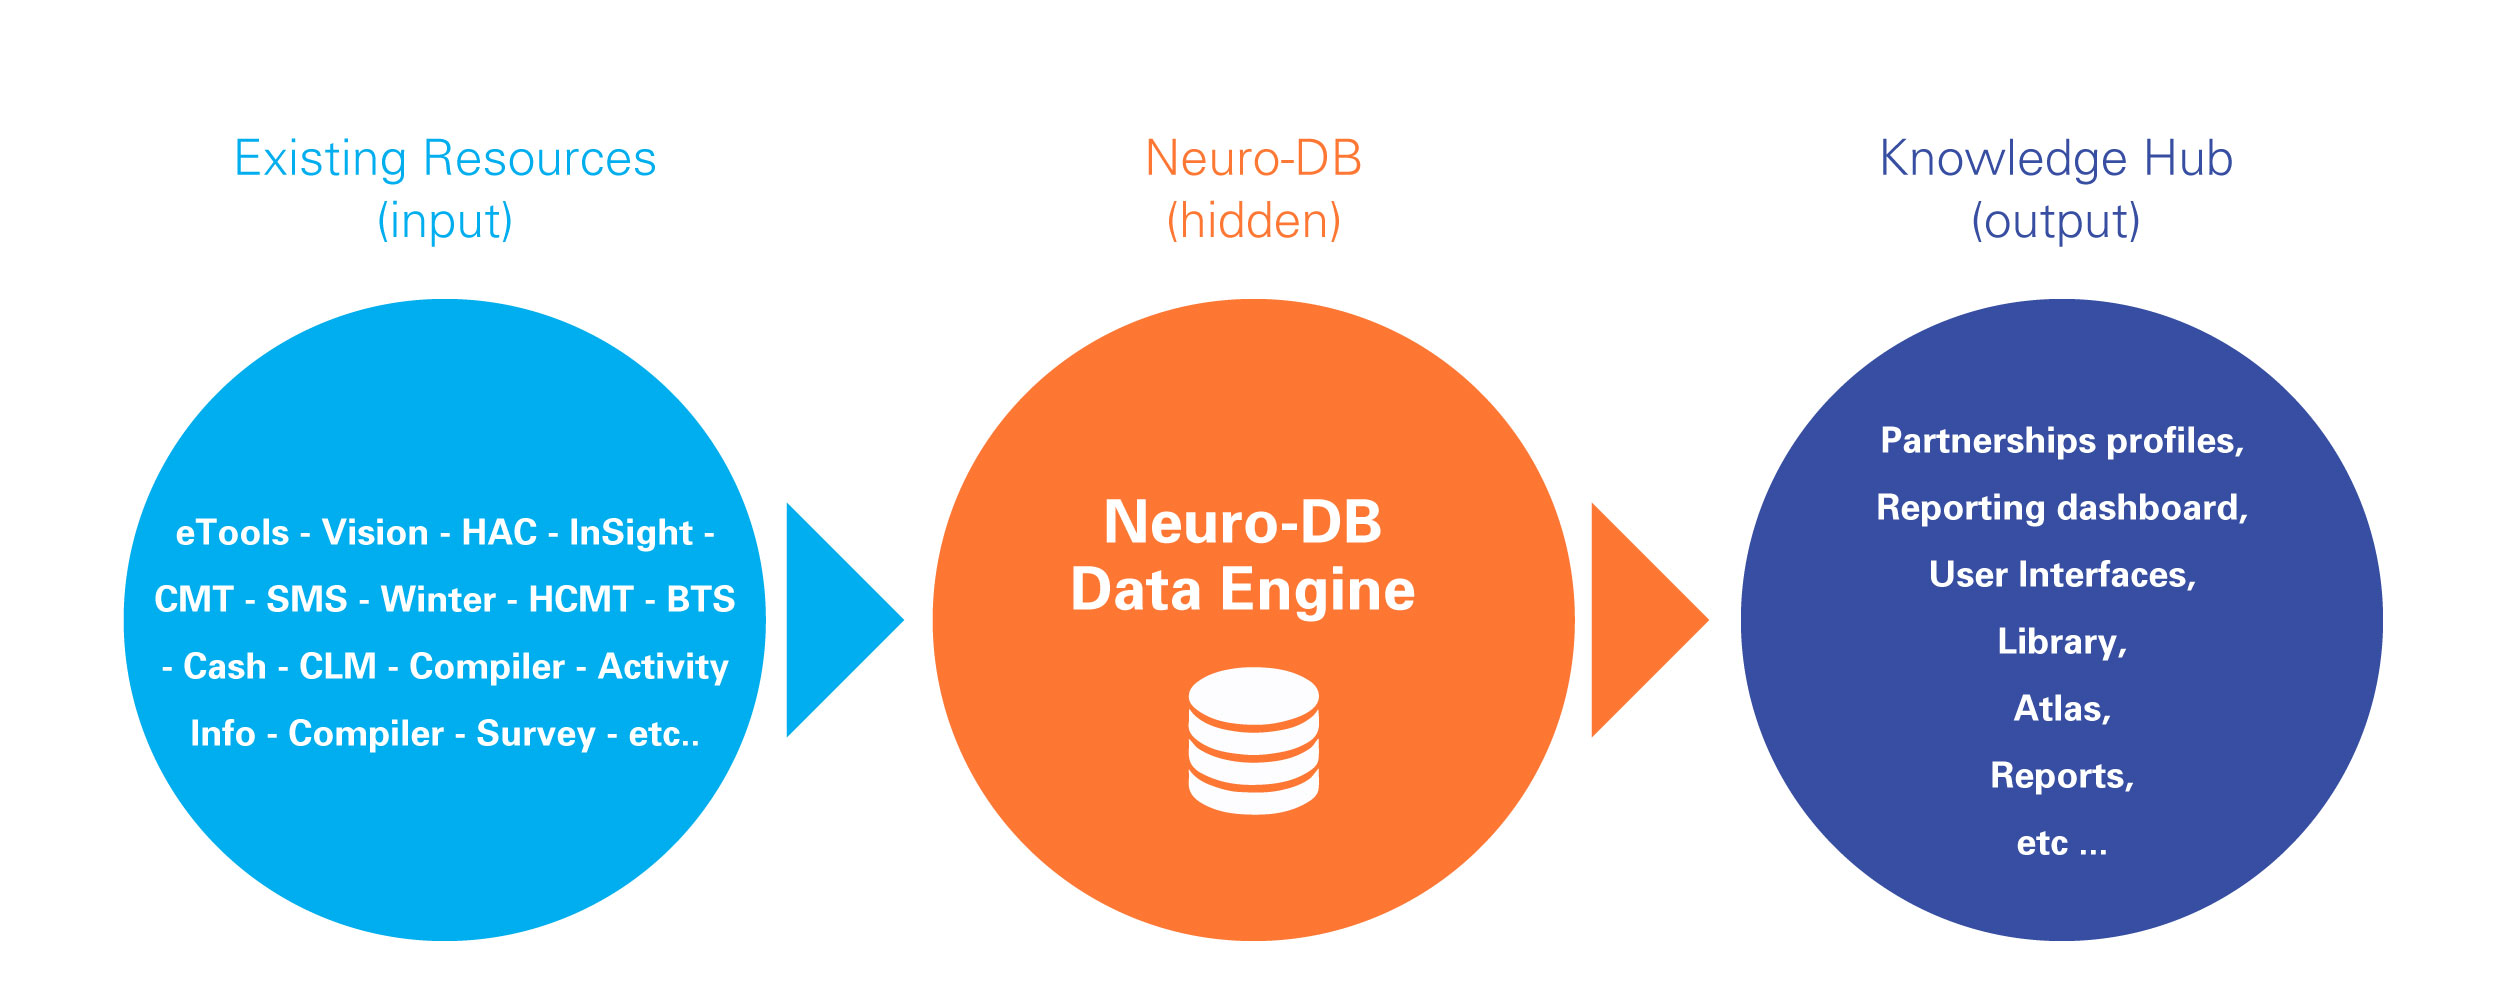 Existing Resources
(input)
eTools - Vision - HAC - InSight -
CMT - SMS - Winter - HOMT - BTS
- Cash - CLM - Compiler - Activity
Info - Compiler - Survey - etc..
Neuro-DB
(hidden)
Neuro-DB
Data Engine
Knowledge Hub
(output)
Partnerships profiles,
Reporting dashboard,
User Interfaces,
Library,
Atlas,
Reports,
etc ...